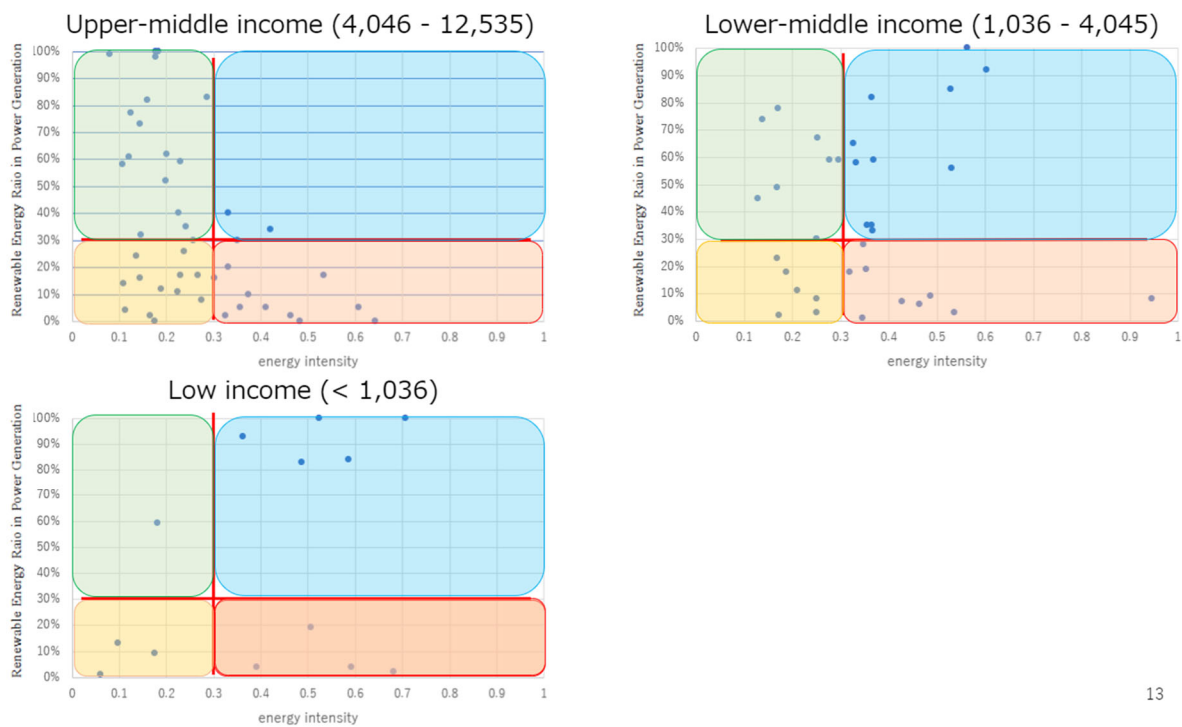 Upper-middle income (4,046 - 12,535)
Renewable Energy Raio in Power Generation
100%
90%
80%
70%
60%
50%
40%
30%
20%
10%
0%
0 0.1 0.2 0.3 0.4 0.5 0.6 0.7 0.8 0.9 1
energy intensity
Lower-middle income (1,036 - 4,045)
Renewable Energy Raio in Power Generation
100%
90%
80%
70%
60%
50%
40%
30%
20%
10%
0%
0 0.1 0.2 0.3 0.4 0.5 0.6 0.7 0.8 0.9 1
energy intensity
Low income (< 1,036)
Renewable Energy Raio in Power Generation
100%
90%
80%
70%
60%
50%
40%
30%
20%
10%
0%
0 0.1 0.2 0.3 0.4 0.5 0.6 0.7 0.8 0.9 1
energy intensity
13